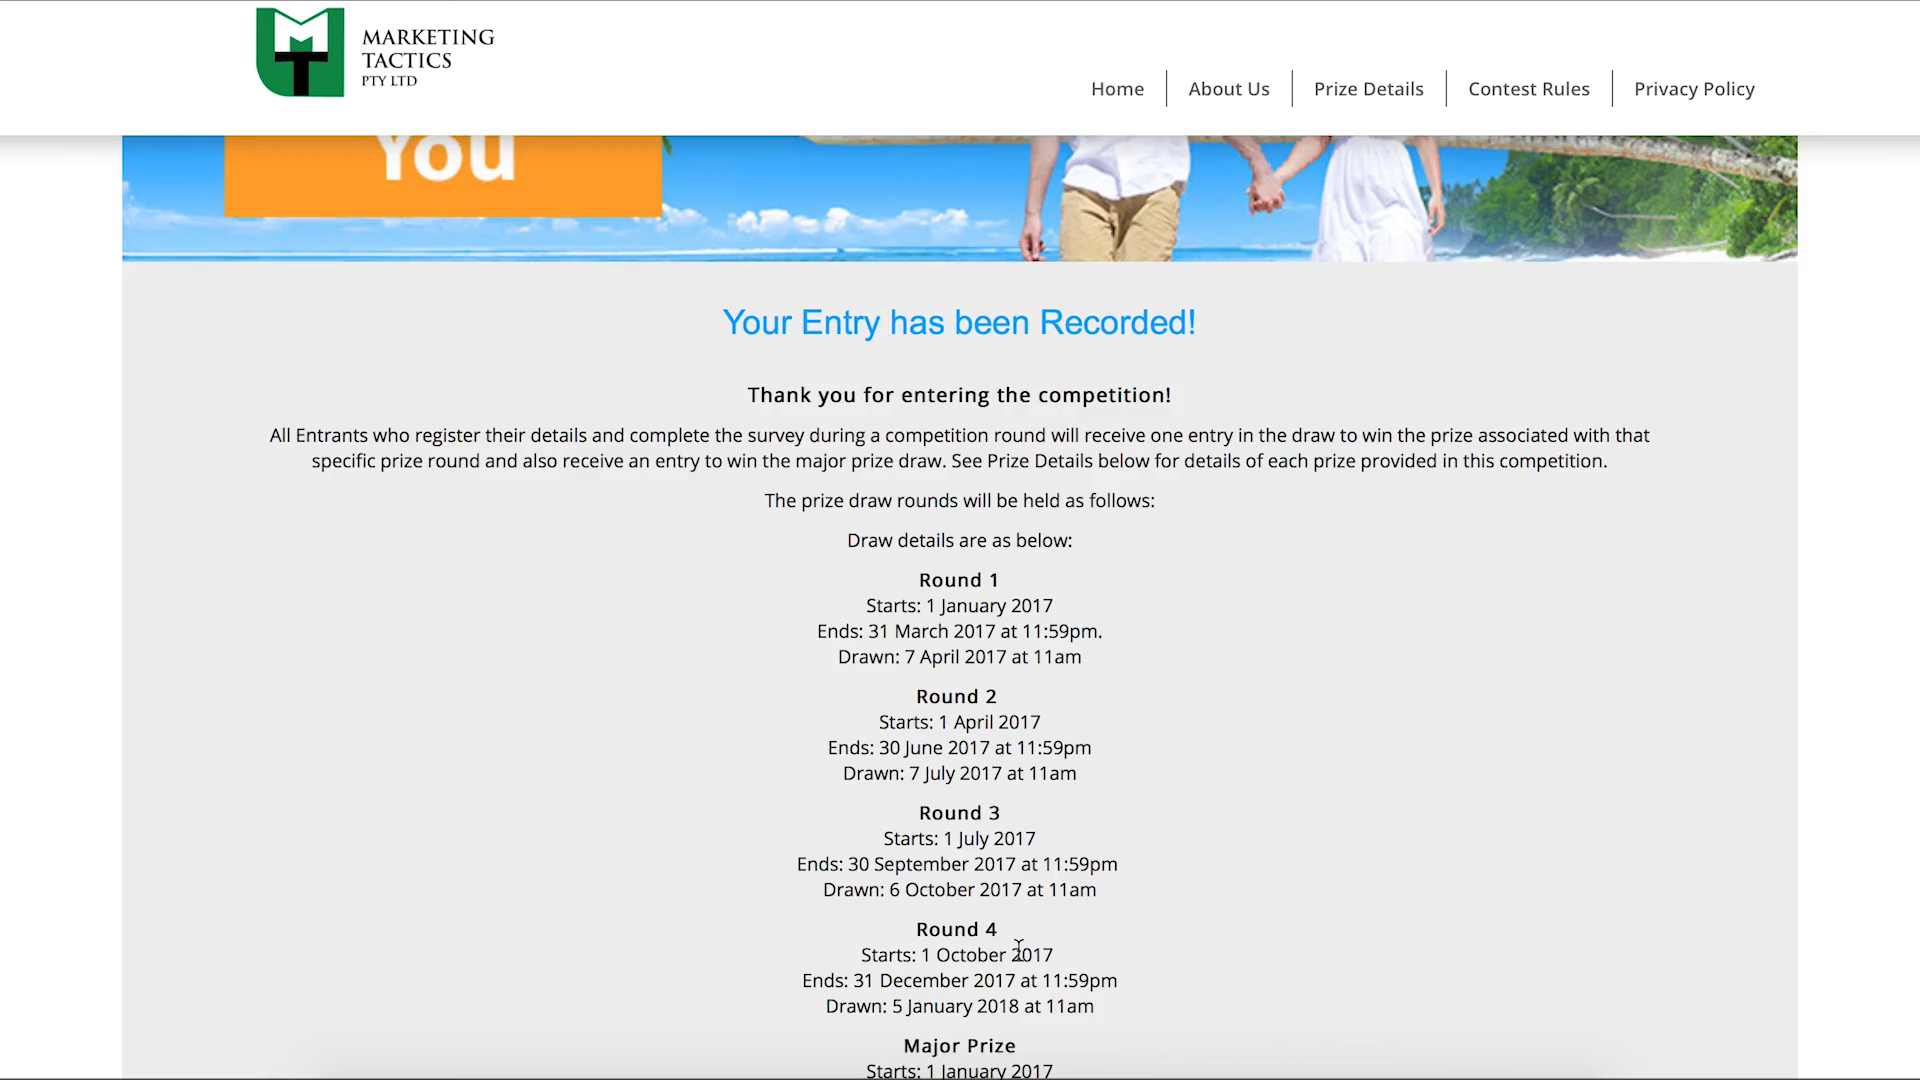 MARKETING
TACTICS
PTY LTD
Home
About Us
Prize Details
Contest Rules
Privacy Policy
You
Your Entry has been Recorded!
Thank you for entering the competition!
All Entrants who register their details and complete the survey during a competition round will receive one entry in the draw to win the prize associated with that
specific prize round and also receive an entry to win the major prize draw. See Prize Details below for details of each prize provided in this competition.
The prize draw rounds will be held as follows:
Draw details are as below:
Round 1
Starts: 1 January 2017
Ends: 31 March 2017 at 11:59pm.
Drawn: 7 April 2017 at 11am
Round 2
Starts: 1 April 2017
Ends: 30 June 2017 at 11:59pm
Drawn: 7 July 2017 at 11am
Round 3
Starts: 1 July 2017
Ends: 30 September 2017 at 11:59pm
Drawn: 6 October 2017 at 11am
Round 4
Starts: 1 October 2017
Ends: 31 December 2017 at 11:59pm
Drawn: 5 January 2018 at 11am
Major Prize
Starts: 1 January 2017